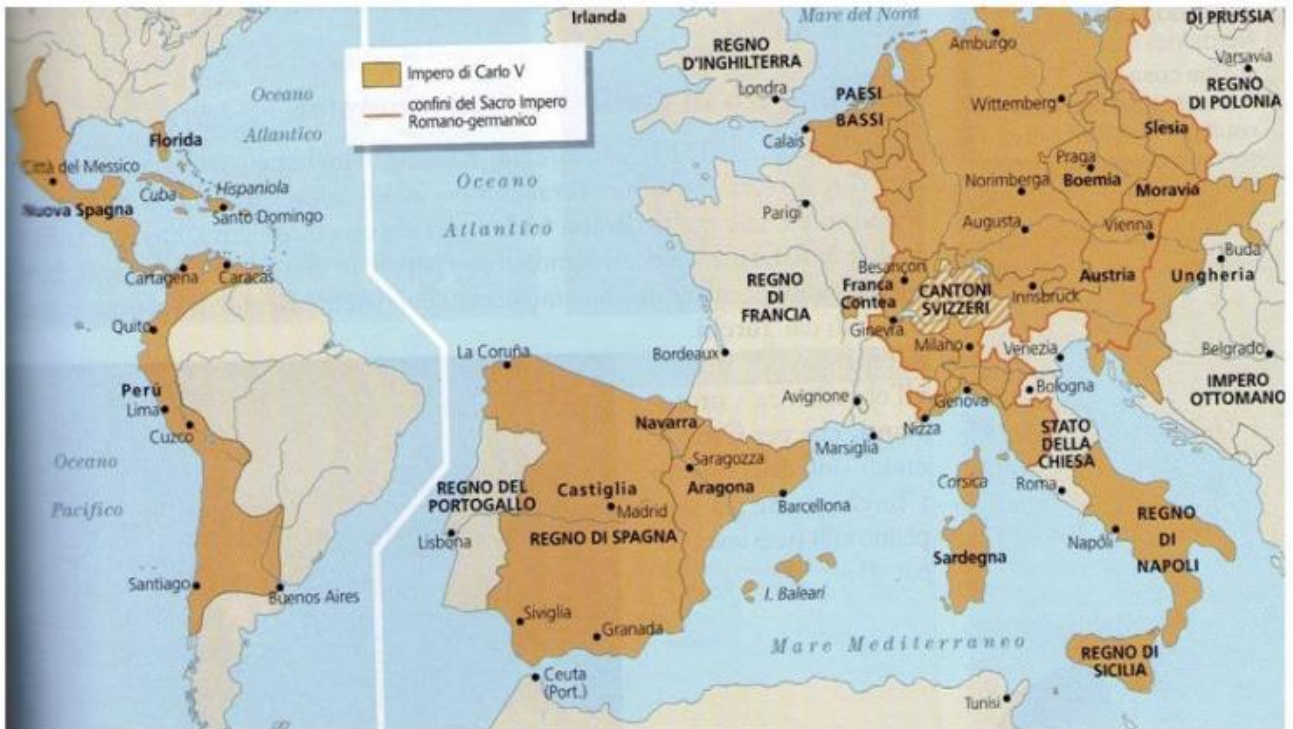 Impero di Carlo V
confini del Sacro Impero
Romano-germanico
Oceano
Atlantico
Florida
Città del Messico
Nuova Spagna
Cuba
Hispaniola
Santo Domingo
Cartagena
Caracas
Quito
Perù
Lima
Cuzco
Oceano
Pacifico
Santiago
Buenos Aires
Oceano
Atlantico
Irlanda
Mare del Nord
REGNO
D'INGHILTERRA
Londra
PAESI
BASSI
Calais
Amburgo
Wittemberg
DI PRUSSIA
Varsavia
REGNO
DI POLONIA
Slesia
Praga
Boemia
Moravia
Norimberga
Augusta
Vienna
Parigi
REGNO
DI
FRANCIA
Besançon
Franca
Contea
CANTONI
SVIZZERI
Ginevra
Innsbruck
Austria
Buda
Ungheria
Milano
Venezia
Belgrado
IMPERO
OTTOMANO
Bordeaux
Avignone
Marsiglia
Nizza
Genova
Bologna
STATO
DELLA
CHIESA
Roma
Corsica
La Coruña
Navarra
Saragozza
Aragona
Barcellona
REGNO DEL
PORTOGALLO
Lisbona
Castiglia
Madrid
REGNO DI SPAGNA
Siviglia
Granada
Ceuta
(Port.)
I. Baleari
Sardegna
Napoli
REGNO
DI
NAPOLI
Mare Mediterraneo
REGNO DI
SICILIA
Tunisi